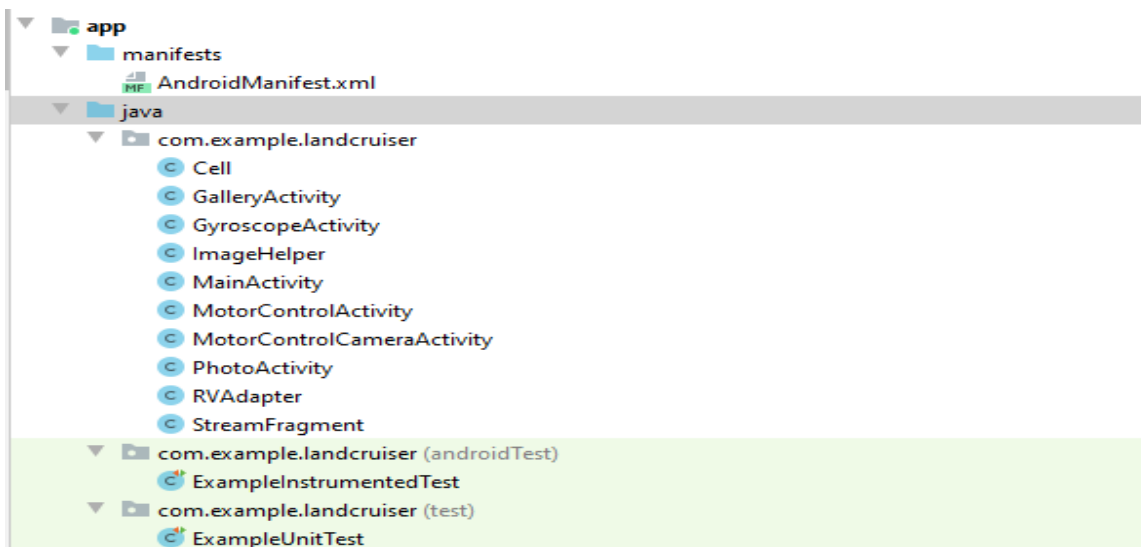 app
manifests
MF AndroidManifest.xml
java
com.example.landcruiser
C Cell
C GalleryActivity
C GyroscopeActivity
C ImageHelper
C MainActivity
C MotorControlActivity
C MotorControlCameraActivity
C PhotoActivity
C RVAdapter
C StreamFragment
com.example.landcruiser (androidTest)
C ExampleInstrumentedTest
com.example.landcruiser (test)
C ExampleUnitTest